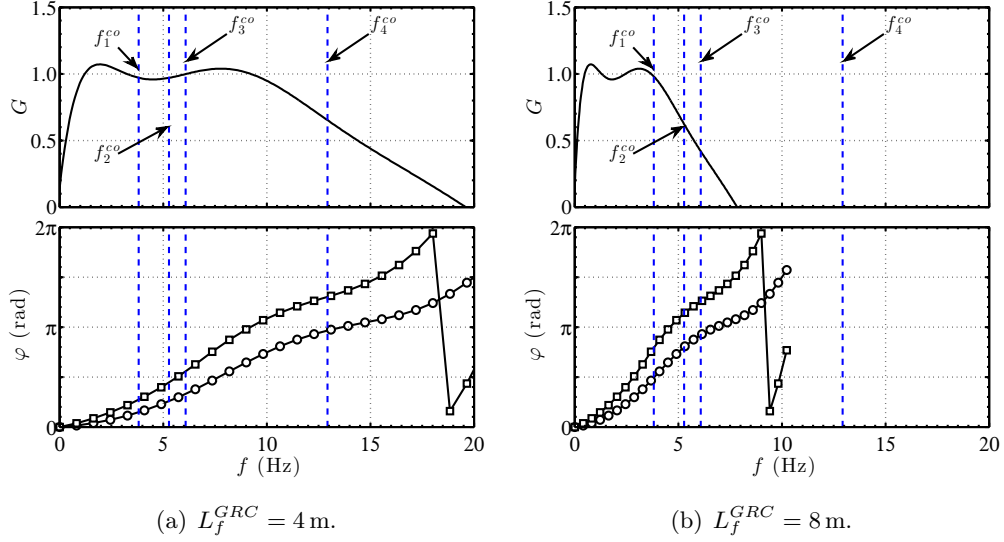 1.5
1.0
0.5
0
G
f_1^{co}
f_2^{co}
f_3^{co}
f_4^{co}
2π
π
0
φ (rad)
0 5 10 15 20
f (Hz)
(a) L_f^{GRC} = 4 m.
1.5
1.0
0.5
0
G
f_1^{co}
f_2^{co}
f_3^{co}
f_4^{co}
2π
π
0
φ (rad)
0 5 10 15 20
f (Hz)
(b) L_f^{GRC} = 8 m.